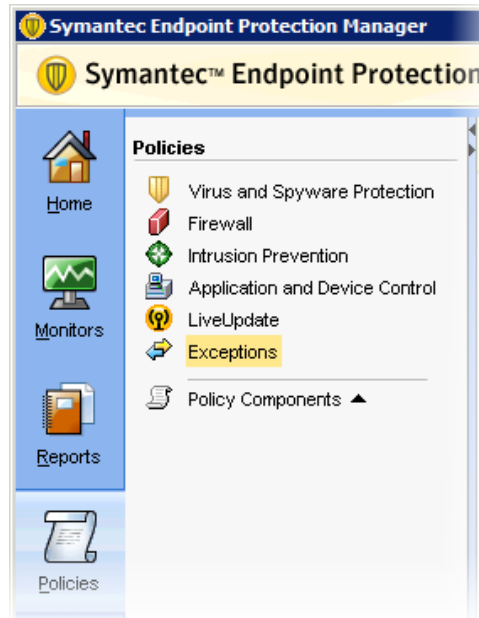 Symantec Endpoint Protection Manager
Symantec™ Endpoint Protection
Policies
Virus and Spyware Protection
Firewall
Intrusion Prevention
Application and Device Control
LiveUpdate
Exceptions
Policy Components
Home
Monitors
Reports
Policies